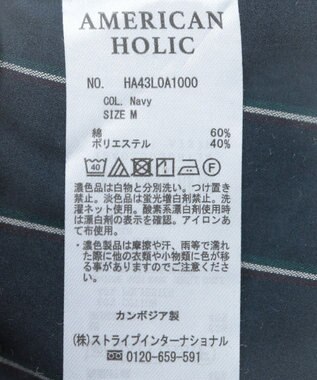 AMERICAN
HOLIC
NO. HA43L0A1000
COL. Navy
SIZE M
綿 60%
ポリエステル 40%
40
濃色品は白物と分別洗い。つけ置き
禁止。淡色品は蛍光増白剤禁止。洗
濯ネット使用。酸素系漂白剤使用時
は漂白剤の表示を確認。アイロンあ
て布使用。
・濃色製品は摩擦や汗、雨等で濡れ
た際に他の衣類や小物類に色が移
る事がありますのでご注意くださ
い。
カンボジア製
(株)ストライプインターナショナル
0120-659-591